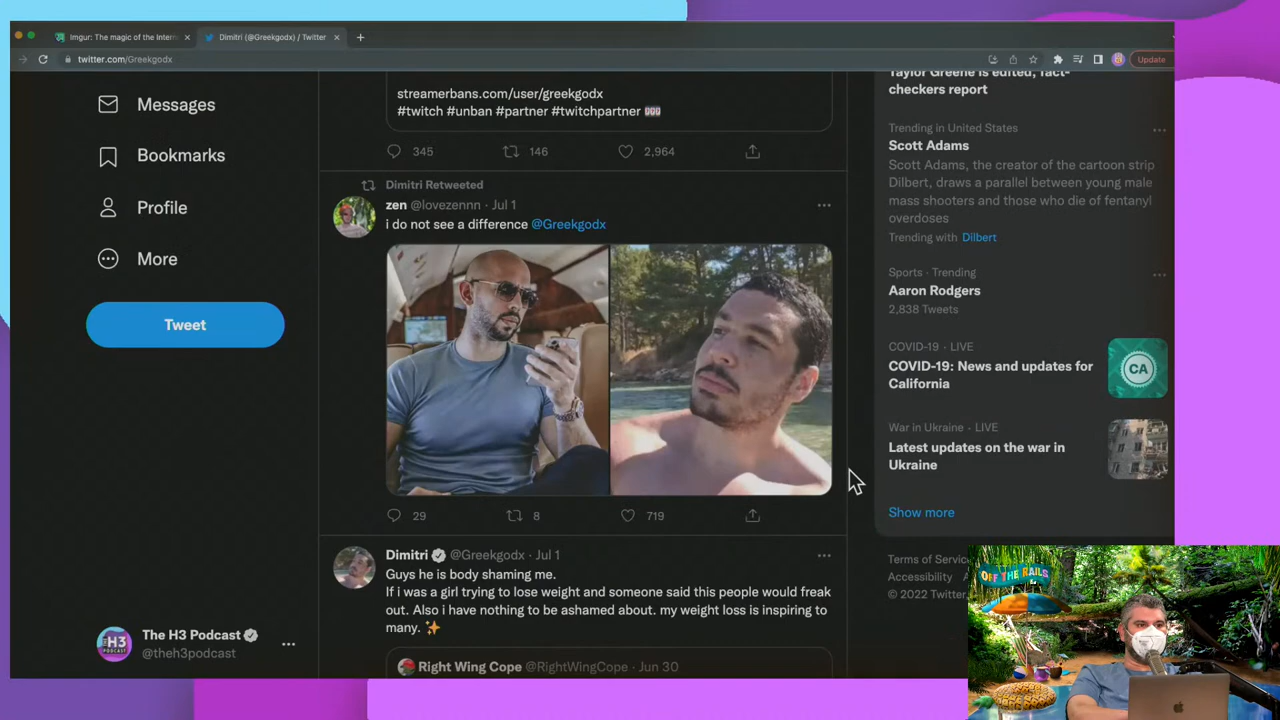 Imgur: The magic of the Intern
Dimitri (@Greekgodx) / Twitter
twitter.com/Greekgodx
Update
Messages
Bookmarks
Profile
More
Tweet
The H3 Podcast
@theh3podcast
streamerbans.com/user/greekgodx
#twitch #unban #partner #twitchpartner
345
146
2,964
Dimitri Retweeted
zen @lovezennn · Jul 1
i do not see a difference @Greekgodx
29
8
719
Dimitri @Greekgodx · Jul 1
Guys he is body shaming me.
If i was a girl trying to lose weight and someone said this people would freak
out. Also i have nothing to be ashamed about. my weight loss is inspiring to
many. ✨
Right Wing Cope @RightWingCope · Jun 30
Taylor Greene is edited, fact-
checkers report
Trending in United States
Scott Adams
Scott Adams, the creator of the cartoon strip
Dilbert, draws a parallel between young male
mass shooters and those who die of fentanyl
overdoses
Trending with Dilbert
Sports · Trending
Aaron Rodgers
2,838 Tweets
COVID-19 · LIVE
COVID-19: News and updates for
California
CA
War in Ukraine · LIVE
Latest updates on the war in
Ukraine
Show more
Terms of Servic
Accessibility
© 2022 Twitter,
OFF THE RAILS
H3
PODCAST